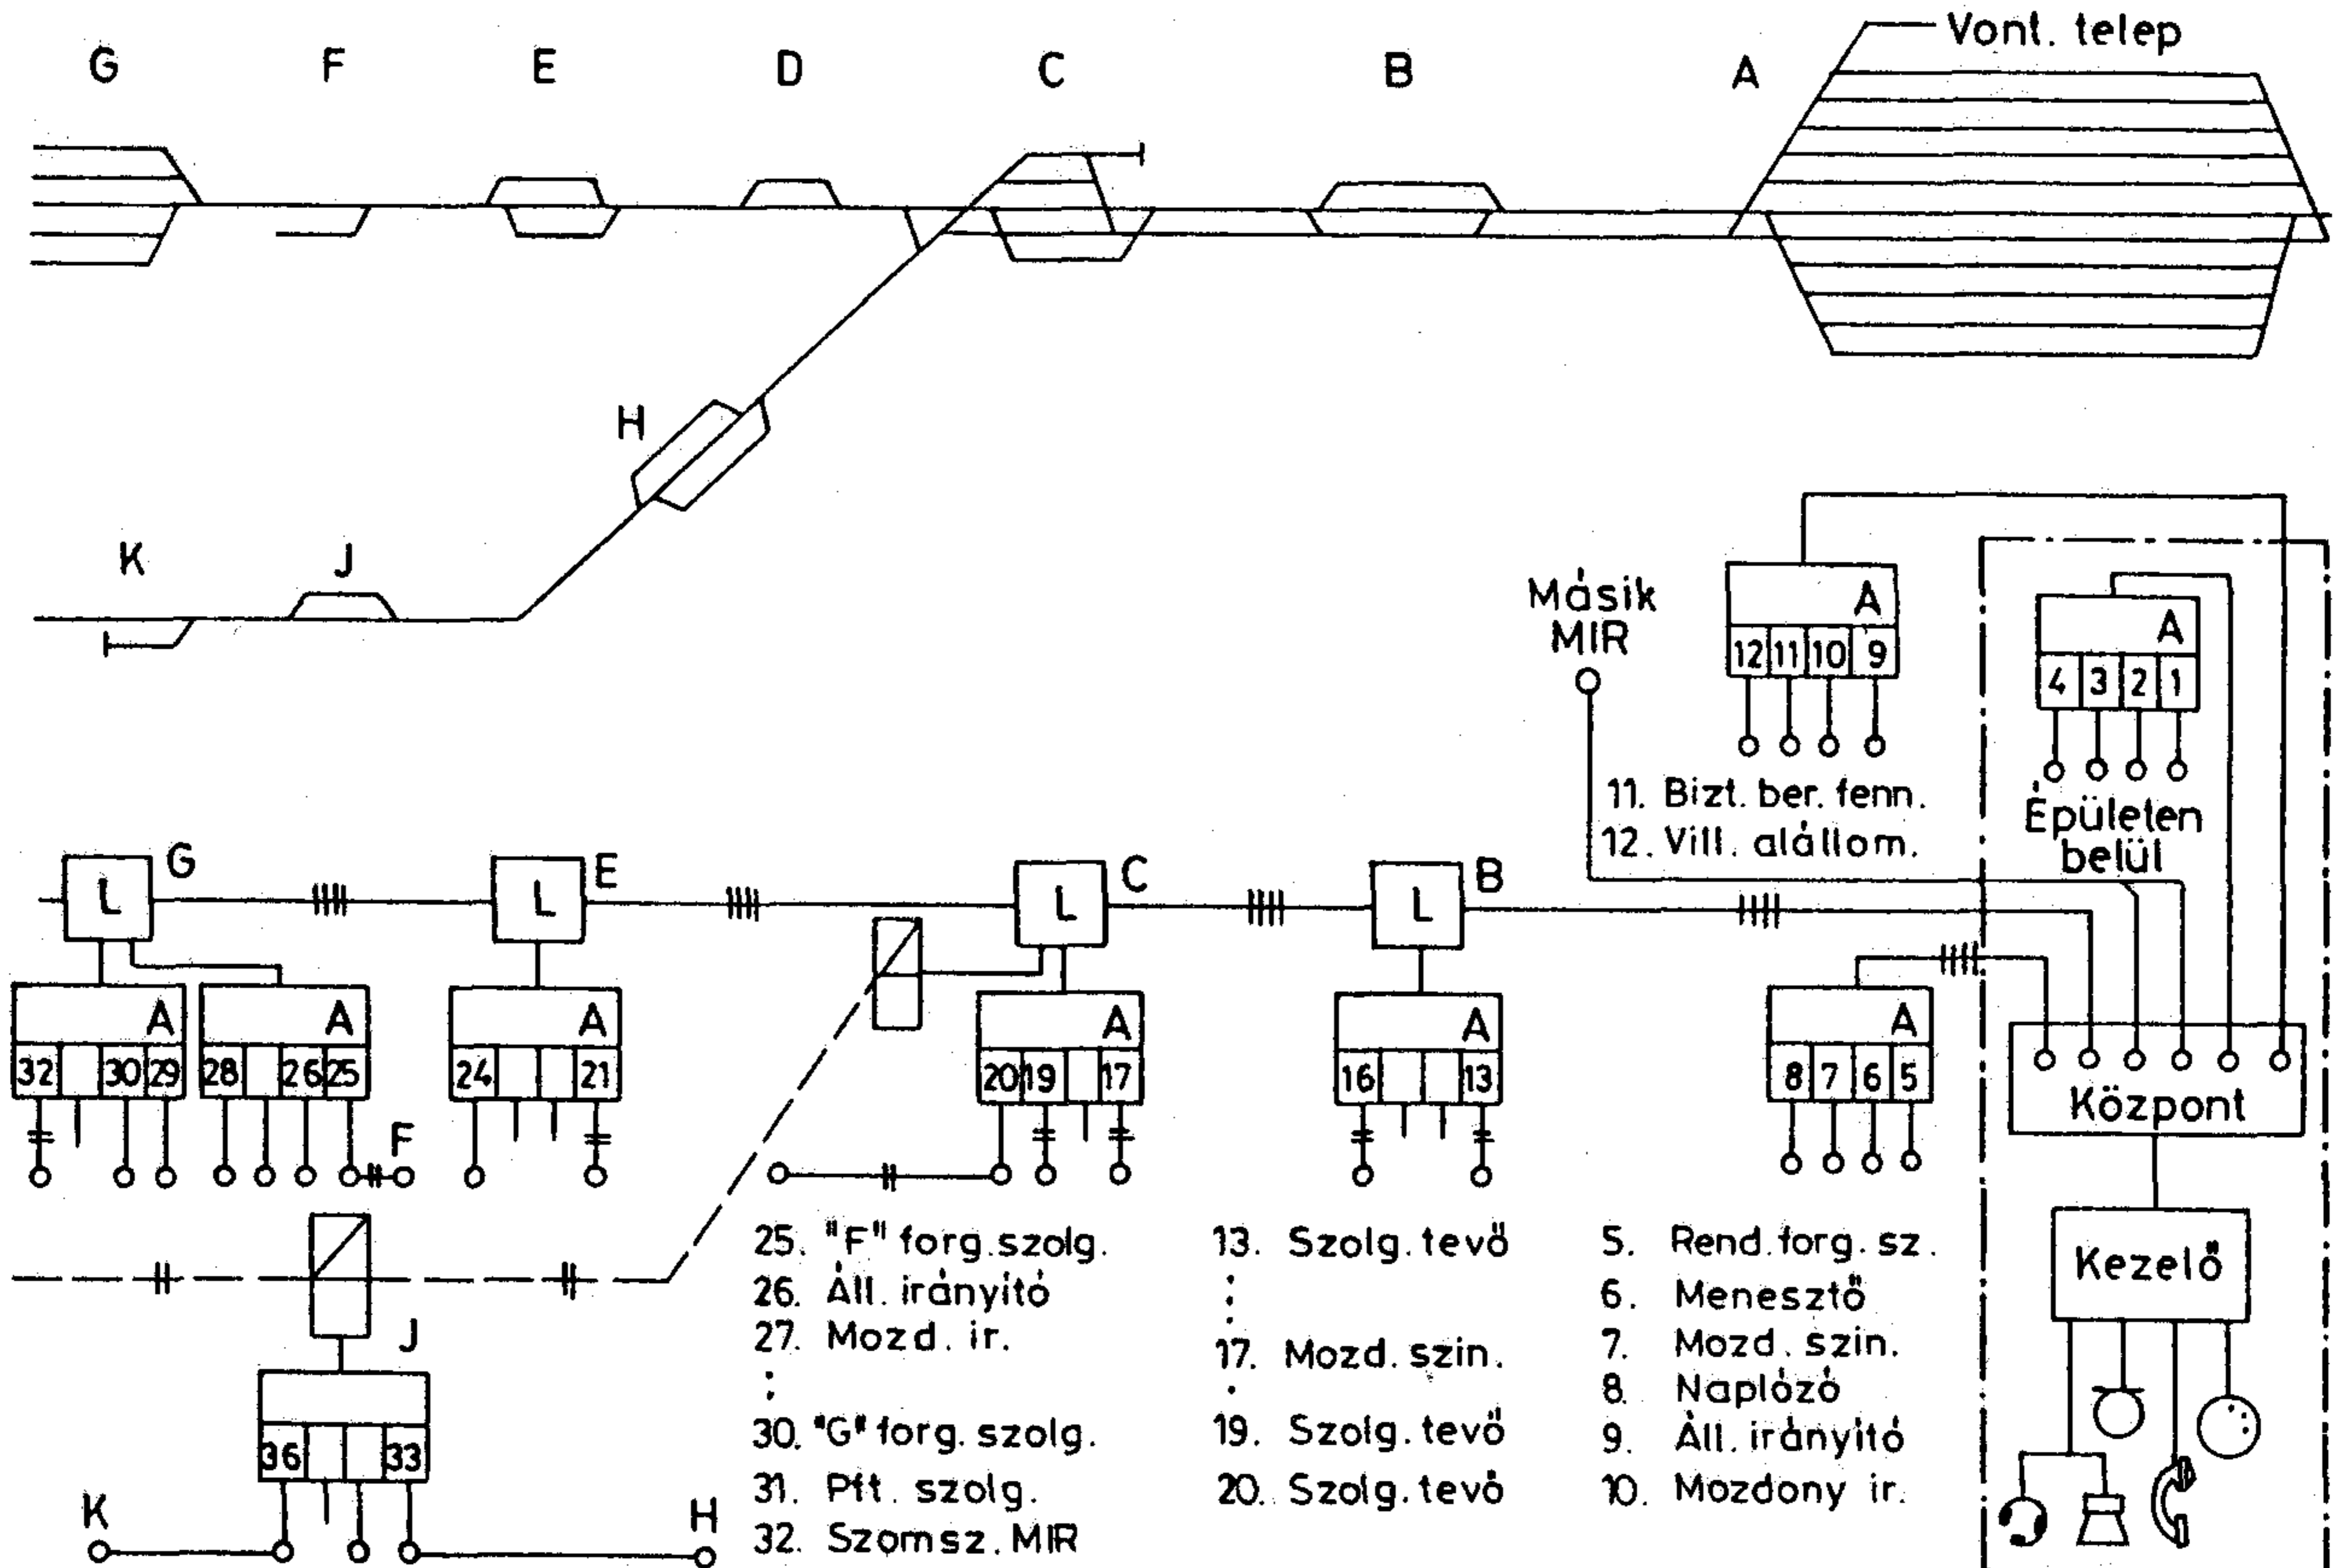 Vont. telep
G F E D C B A
H
K J
Másik
MIR
A
12 11 10 9
A
4 3 2 1
11. Bizt. ber. fenn.
12. Vill. alállom.
Épületen
belül
L G L E L C L B
A A A A A A
32 30 29 28 26 25 24 21 20 19 17 16 13 8 7 6 5
F
Központ
Kezelő
J
36 33
K H
25. "F" forg. szolg.
26. Áll. irányító
27. Mozd. ir.
:
30. "G" forg. szolg.
31. Pft. szolg.
32. Szomsz. MIR
13. Szolg. tevő
:
:
17. Mozd. szin.
.
19. Szolg. tevő
20. Szolg. tevő
5. Rend. forg. sz.
6. Menesztő
7. Mozd. szin.
8. Naplózó
9. Áll. irányító
10. Mozdony ir.